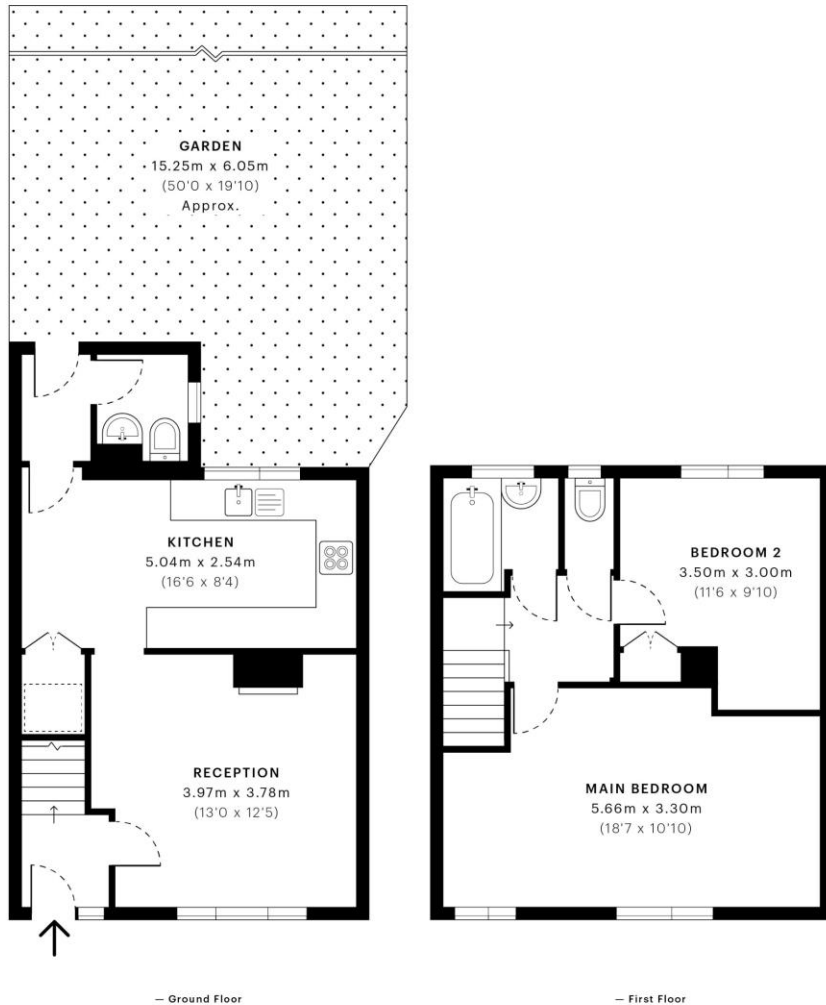 GARDEN
15.25m x 6.05m
(50'0 x 19'10)
Approx.
KITCHEN
5.04m x 2.54m
(16'6 x 8'4)
RECEPTION
3.97m x 3.78m
(13'0 x 12'5)
— Ground Floor
BEDROOM 2
3.50m x 3.00m
(11'6 x 9'10)
MAIN BEDROOM
5.66m x 3.30m
(18'7 x 10'10)
— First Floor